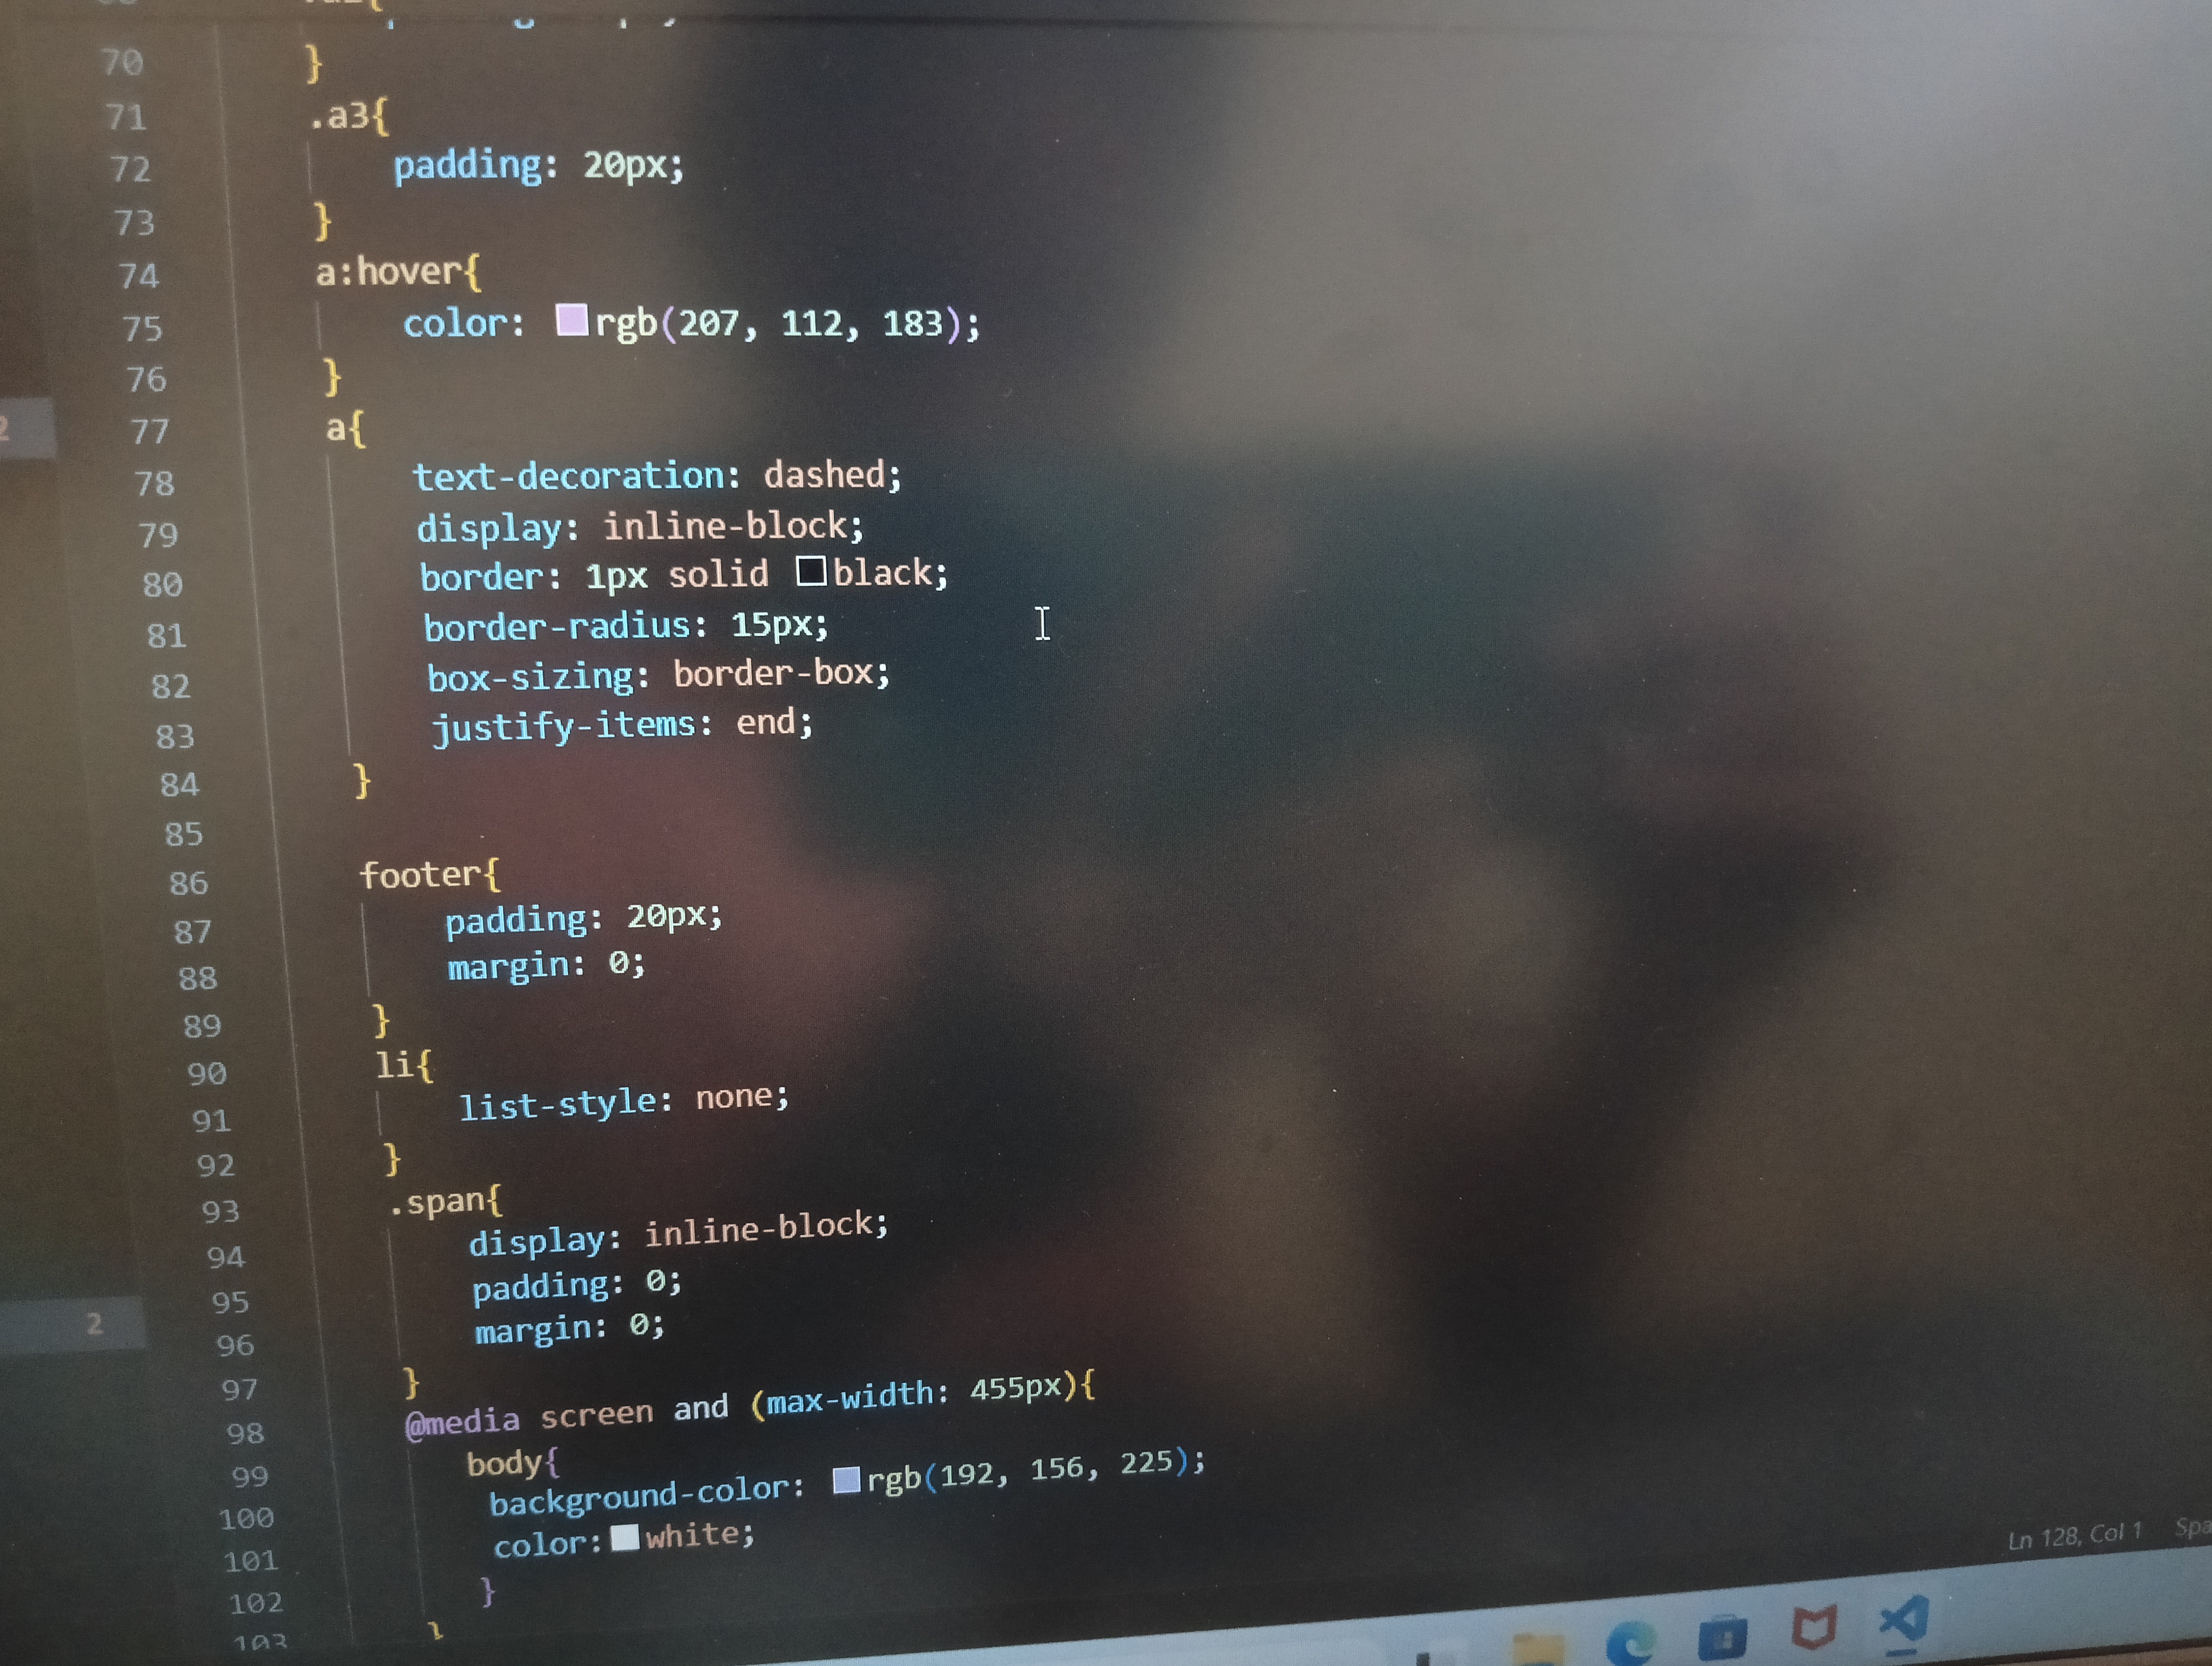 70 }
71 .a3{
72 padding: 20px;
73 }
74 a:hover{
75 color: rgb(207, 112, 183);
76 }
77 a{
78 text-decoration: dashed;
79 display: inline-block;
80 border: 1px solid black;
81 border-radius: 15px;
82 box-sizing: border-box;
83 justify-items: end;
84 }
85
86 footer{
87 padding: 20px;
88 margin: 0;
89 }
90 li{
91 list-style: none;
92 }
93 .span{
94 display: inline-block;
95 padding: 0;
96 margin: 0;
97 }
98 @media screen and (max-width: 455px){
99 body{
100 background-color: rgb(192, 156, 225);
101 color: white;
102 }
103 }
2
2
Ln 128, Col 1